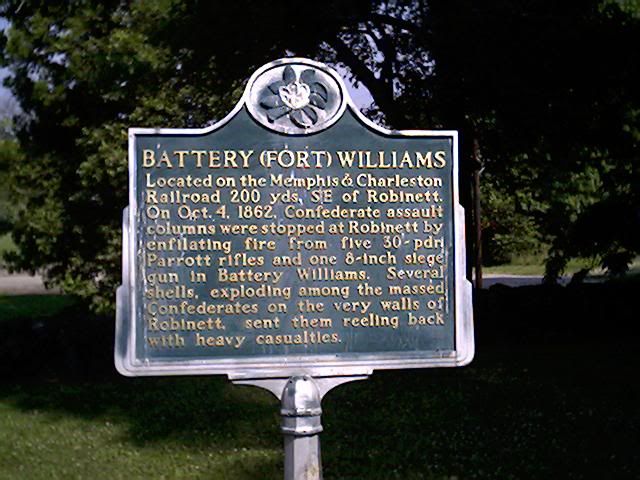 BATTERY (FORT) WILLIAMS
Located on the Memphis & Charleston
Railroad 200 yds. SE of Robinett.
On Oct. 4, 1862, Confederate assault
columns were stopped at Robinett by
enfilating fire from five 30-pdr.
Parrott rifles and one 8-inch siege
gun in Battery Williams. Several
shells, exploding among the massed
Confederates on the very walls of
Robinett, sent them reeling back
with heavy casualties.